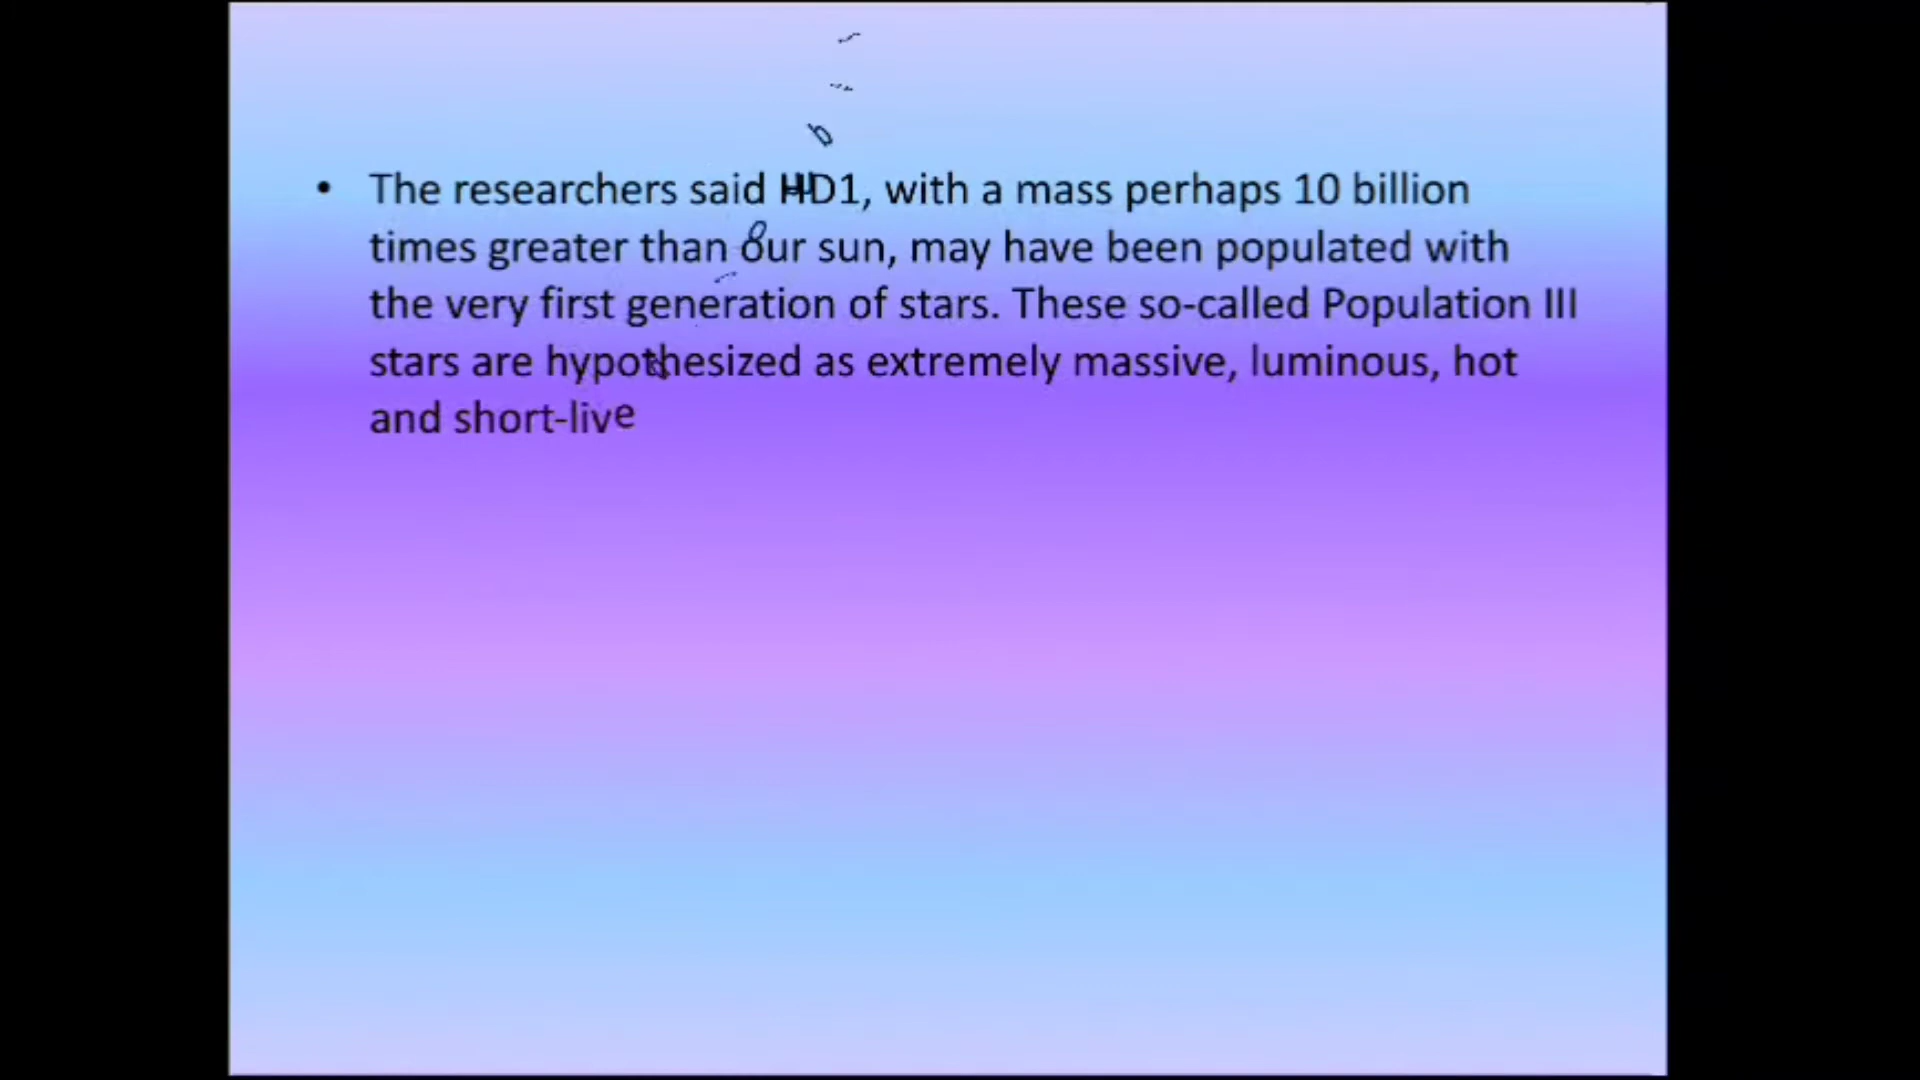 • The researchers said HD1, with a mass perhaps 10 billion
times greater than our sun, may have been populated with
the very first generation of stars. These so-called Population III
stars are hypothesized as extremely massive, luminous, hot
and short-live